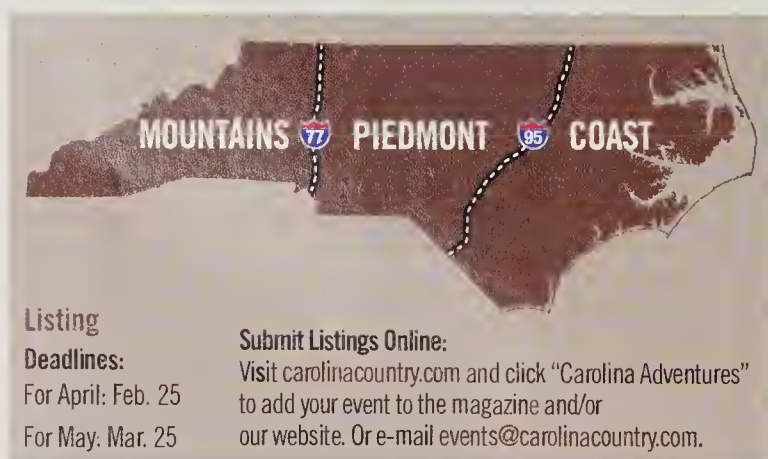 MOUNTAINS 77 PIEDMONT 95 COAST
Listing
Deadlines:
For April: Feb. 25
For May: Mar. 25
Submit Listings Online:
Visit carolinacountry.com and click “Carolina Adventures”
to add your event to the magazine and/or
our website. Or e-mail events@carolinacountry.com.